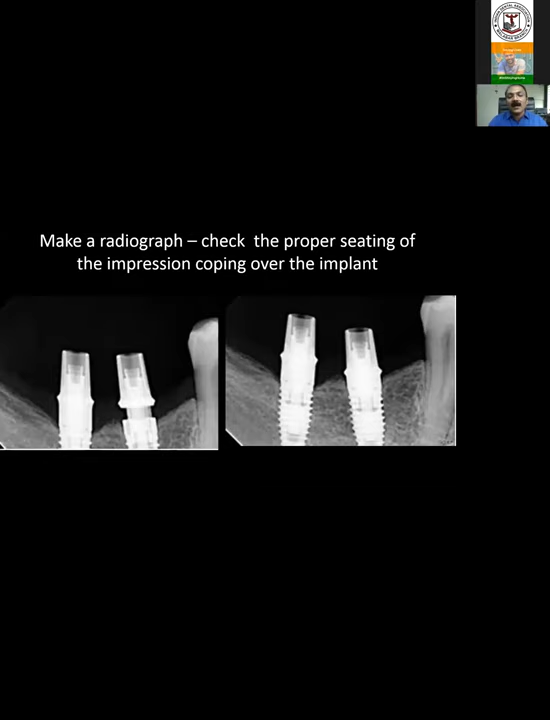 Make a radiograph – check  the proper seating of
the impression coping over the implant